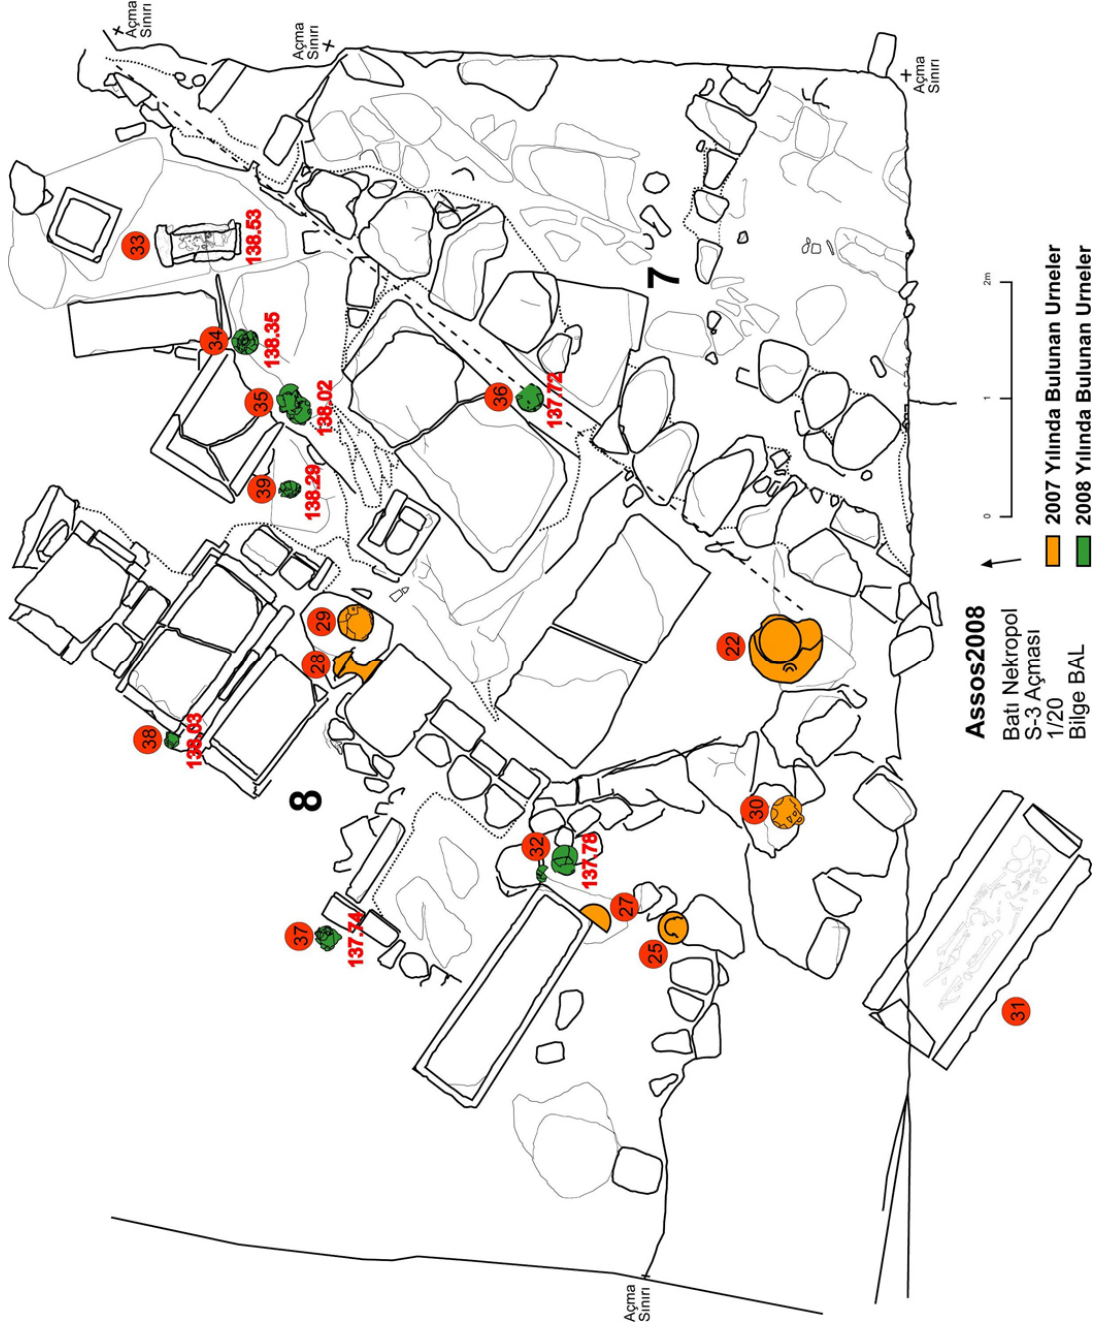 Açma
Sınırı
Açma
Sınırı
Açma
Sınırı
33
138.53
34
138.35
35
138.02
36
137.72
7
39
138.29
29
28
38
138.03
8
22
30
32
137.78
27
25
37
137.74
31
Açma
Sınırı
Assos2008
Batı Nekropol
S-3 Açması
1/20
Bilge BAL
0
1
2m
2007 Yılında Bulunan Urneler
2008 Yılında Bulunan Urneler